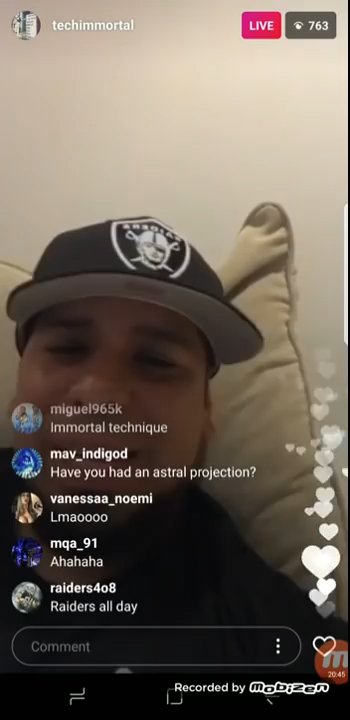 techimmortal
LIVE
763
RAIDERS
miguel965k
Immortal technique
mav_indigod
Have you had an astral projection?
vanessaa_noemi
Lmaoooo
mqa_91
Ahahaha
raiders4o8
Raiders all day
Comment
20:45
Recorded by mobizen